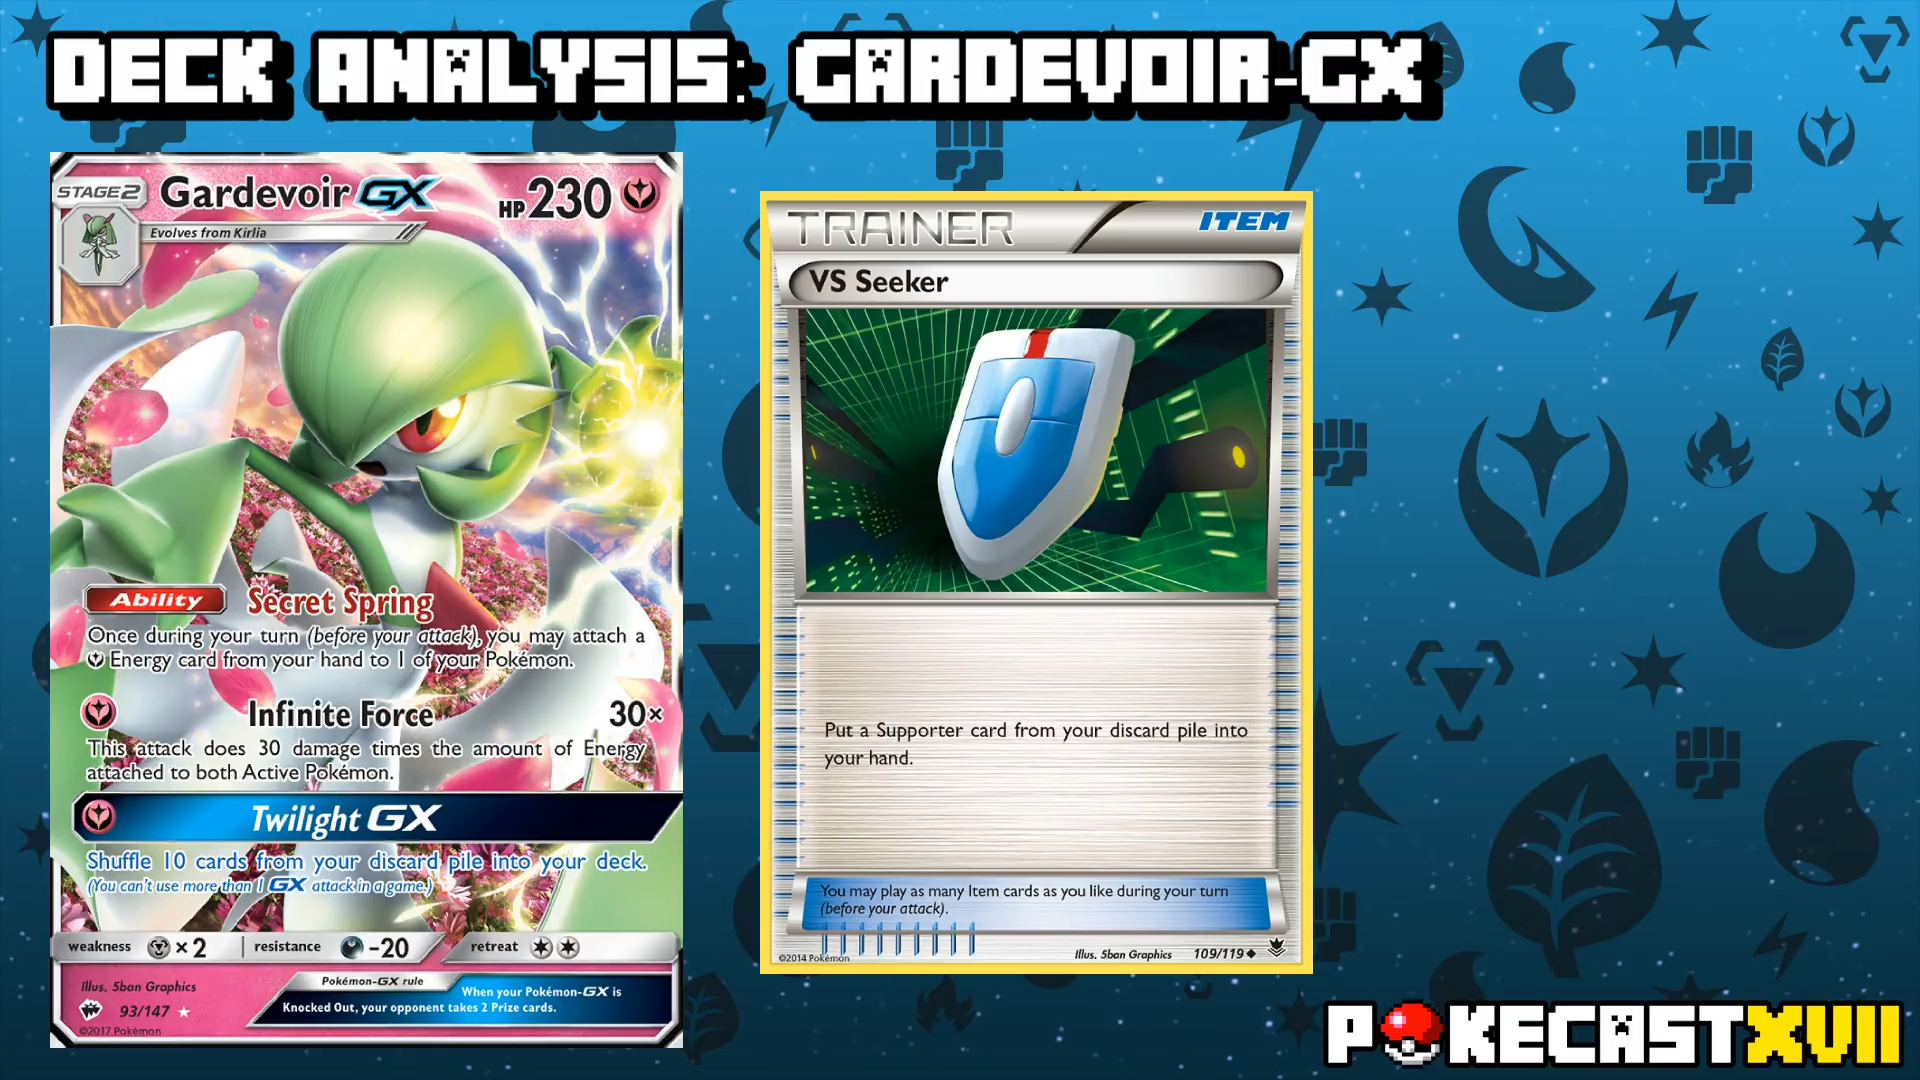 DECK ANALYSIS: GARDEVOIR-GX
STAGE 2
Gardevoir GX
HP 230
Evolves from Kirlia
Ability Secret Spring
Once during your turn (before your attack), you may attach a
Energy card from your hand to 1 of your Pokémon.
Infinite Force 30×
This attack does 30 damage times the amount of Energy
attached to both Active Pokémon.
Twilight GX
Shuffle 10 cards from your discard pile into your deck.
(You can't use more than 1 GX attack in a game.)
weakness ×2 resistance -20 retreat
Illus. 5ban Graphics
93/147
©2017 Pokémon
Pokémon-GX rule
When your Pokémon-GX is
Knocked Out, your opponent takes 2 Prize cards.
TRAINER
ITEM
VS Seeker
Put a Supporter card from your discard pile into
your hand.
You may play as many Item cards as you like during your turn
(before your attack).
©2014 Pokémon
Illus. 5ban Graphics 109/119
POKECASTXVII